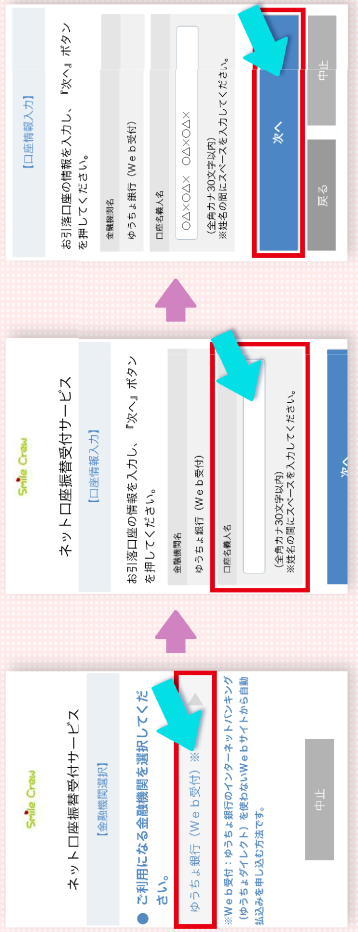 Smile Crew
ネット口座振替受付サービス
【金融機関選択】
● ご利用になる金融機関を選択してくだ
さい。
ゆうちょ銀行（Ｗｅｂ受付）※
※Ｗｅｂ受付：ゆうちょ銀行のインターネットバンキング
（ゆうちょダイレクト）を使わないＷｅｂサイトから自動
払込みを申し込む方法です。
中止
Smile Crew
ネット口座振替受付サービス
【口座情報入力】
お引落口座の情報を入力し、『次へ』ボタン
を押してください。
金融機関名
ゆうちょ銀行（Ｗｅｂ受付）
口座名義人名
（全角カナ30文字以内）
※姓名の間にスペースを入力してください。
次へ
【口座情報入力】
お引落口座の情報を入力し、『次へ』ボタン
を押してください。
金融機関名
ゆうちょ銀行（Ｗｅｂ受付）
口座名義人名
○△×○△×　○△×○△×
（全角カナ30文字以内）
※姓名の間にスペースを入力してください。
次へ
戻る
中止